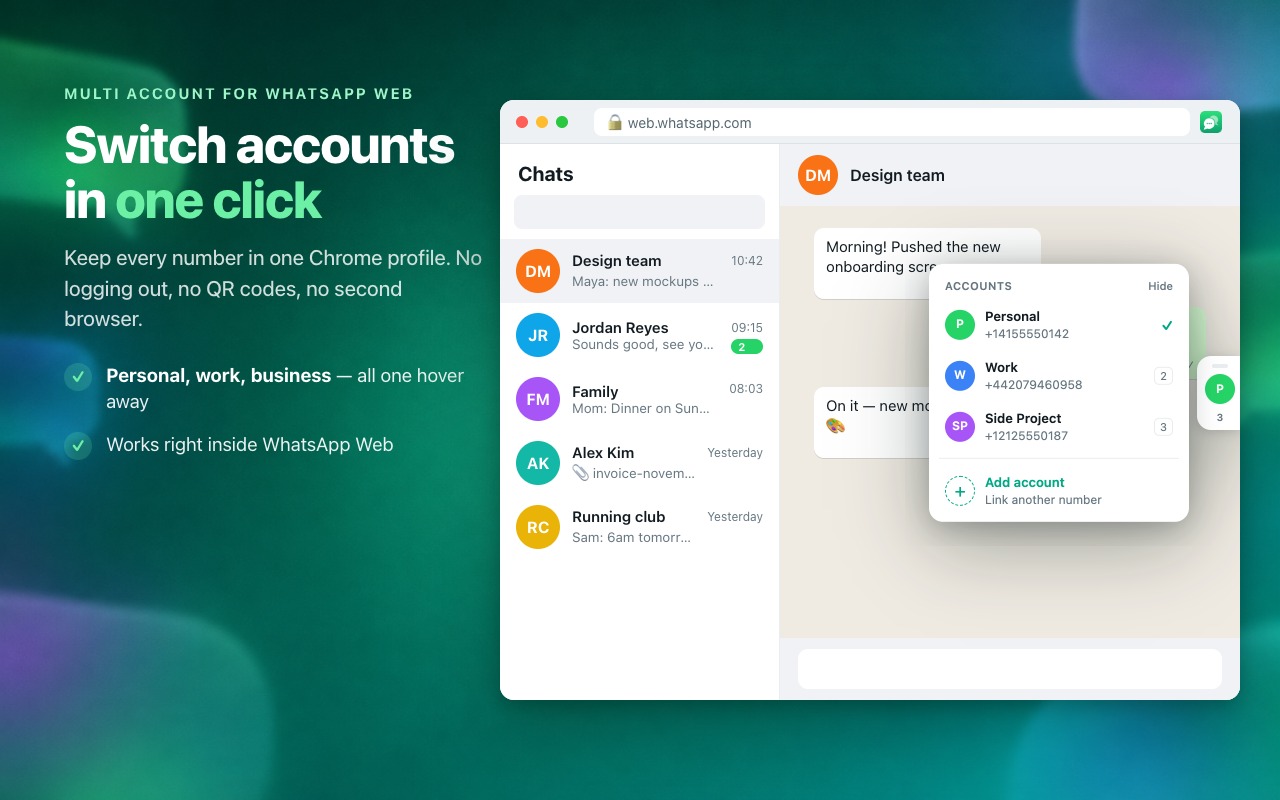 MULTI ACCOUNT FOR WHATSAPP WEB
Switch accounts
in one click
Keep every number in one Chrome profile. No
logging out, no QR codes, no second
browser.
Personal, work, business — all one hover
away
Works right inside WhatsApp Web
web.whatsapp.com
Chats
DM
Design team
10:42
Maya: new mockups ...
JR
Jordan Reyes
09:15
Sounds good, see yo...
2
FM
Family
08:03
Mom: Dinner on Sun...
AK
Alex Kim
Yesterday
📎 invoice-novem...
RC
Running club
Yesterday
Sam: 6am tomorr...
DM
Design team
Morning! Pushed the new
onboarding scre
On it — new mo
🎨
ACCOUNTS
Hide
P
Personal
+14155550142
W
Work
+442079460958
2
SP
Side Project
+12125550187
3
+
Add account
Link another number
P
3